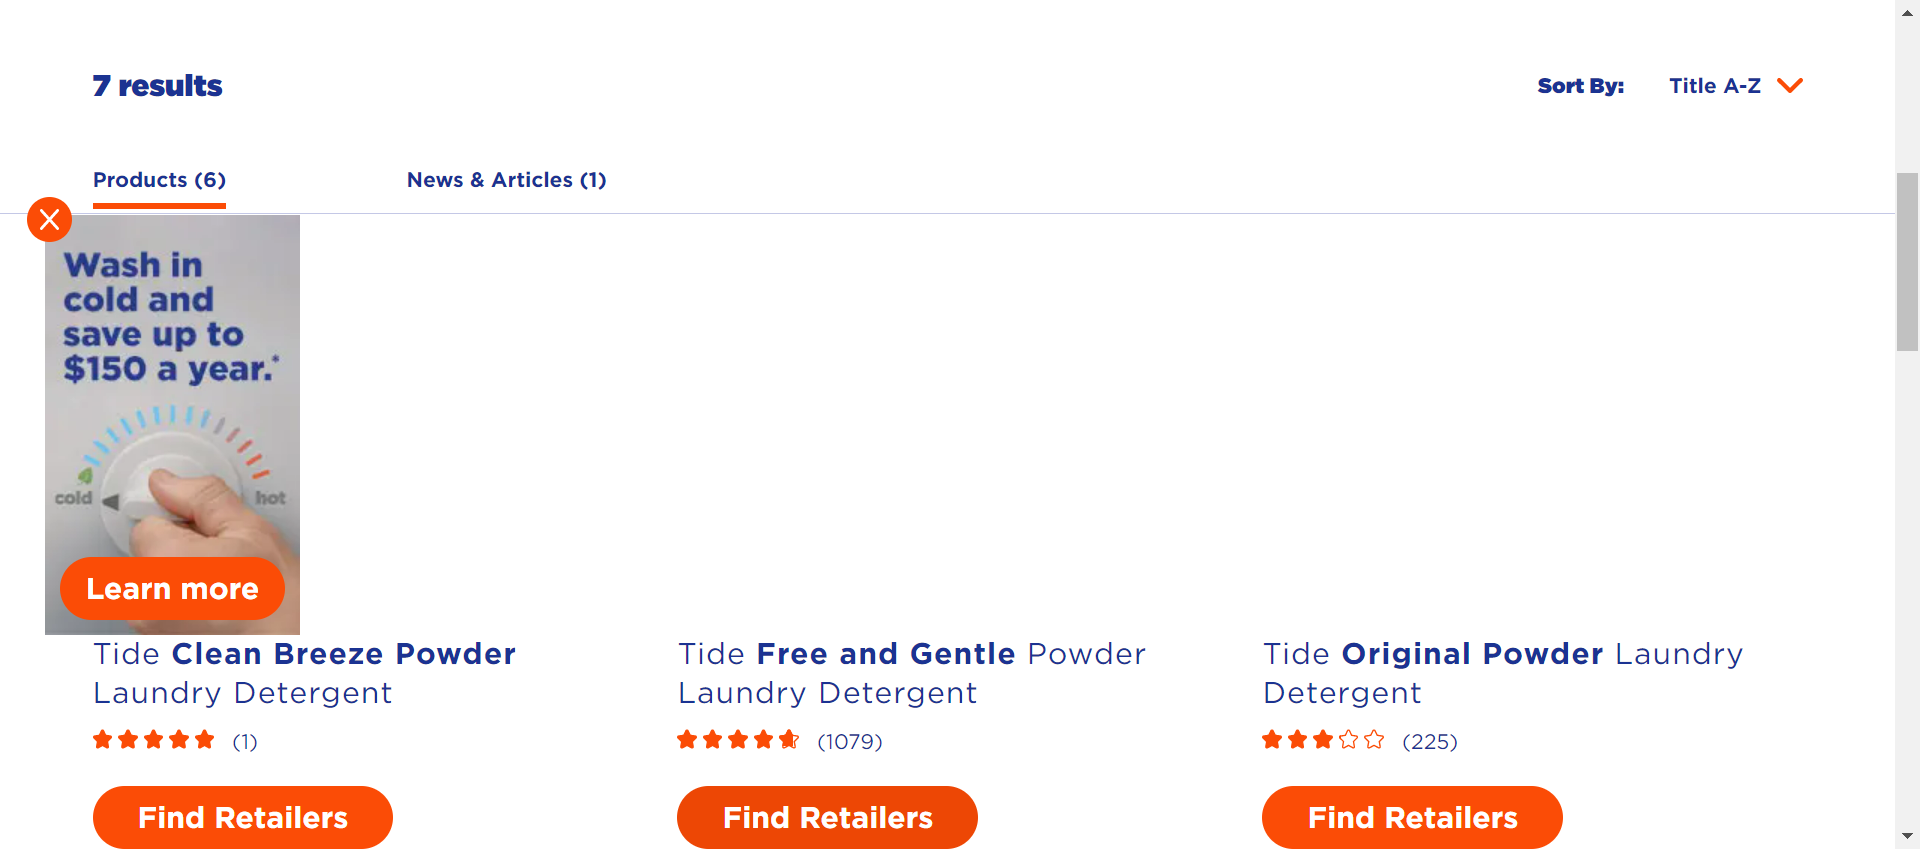 7 results
Sort By:
Title A-Z
Products (6)
News & Articles (1)
Wash in
cold and
save up to
$150 a year.*
cold
hot
Learn more
Tide Clean Breeze Powder
Laundry Detergent
(1)
Find Retailers
Tide Free and Gentle Powder
Laundry Detergent
(1079)
Find Retailers
Tide Original Powder Laundry
Detergent
(225)
Find Retailers